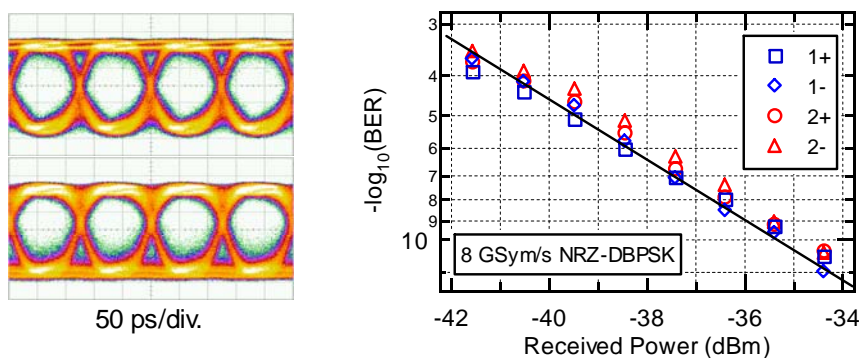 50 ps/div.
-log10(BER)
3
4
5
6
7
8
9
10
1+
1-
2+
2-
8 GSym/s NRZ-DBPSK
-42 -40 -38 -36 -34
Received Power (dBm)